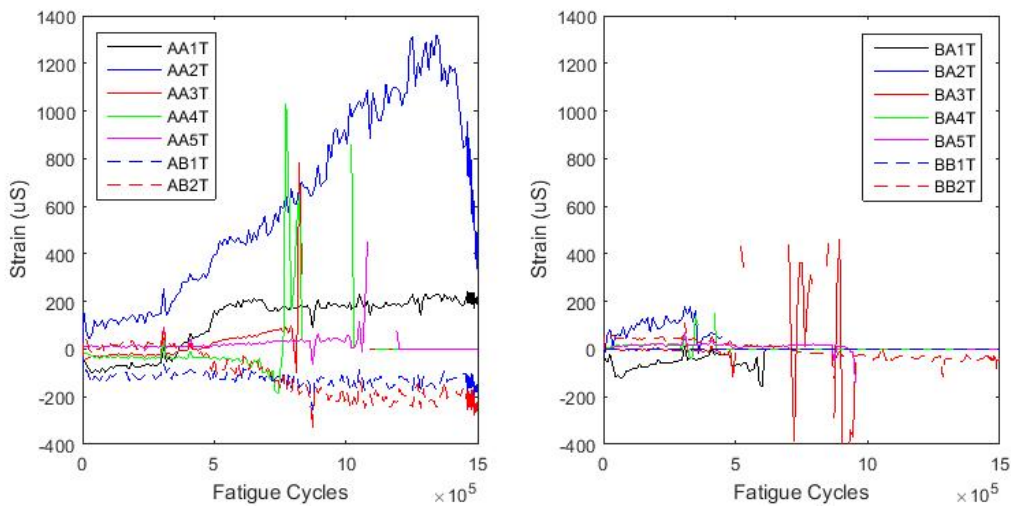 1400
1200
1000
800
600
400
200
0
-200
-400
Strain (uS)
AA1T
AA2T
AA3T
AA4T
AA5T
AB1T
AB2T
0 5 10 15
Fatigue Cycles
× 10^5
1400
1200
1000
800
600
400
200
0
-200
-400
Strain (uS)
BA1T
BA2T
BA3T
BA4T
BA5T
BB1T
BB2T
0 5 10 15
Fatigue Cycles
× 10^5